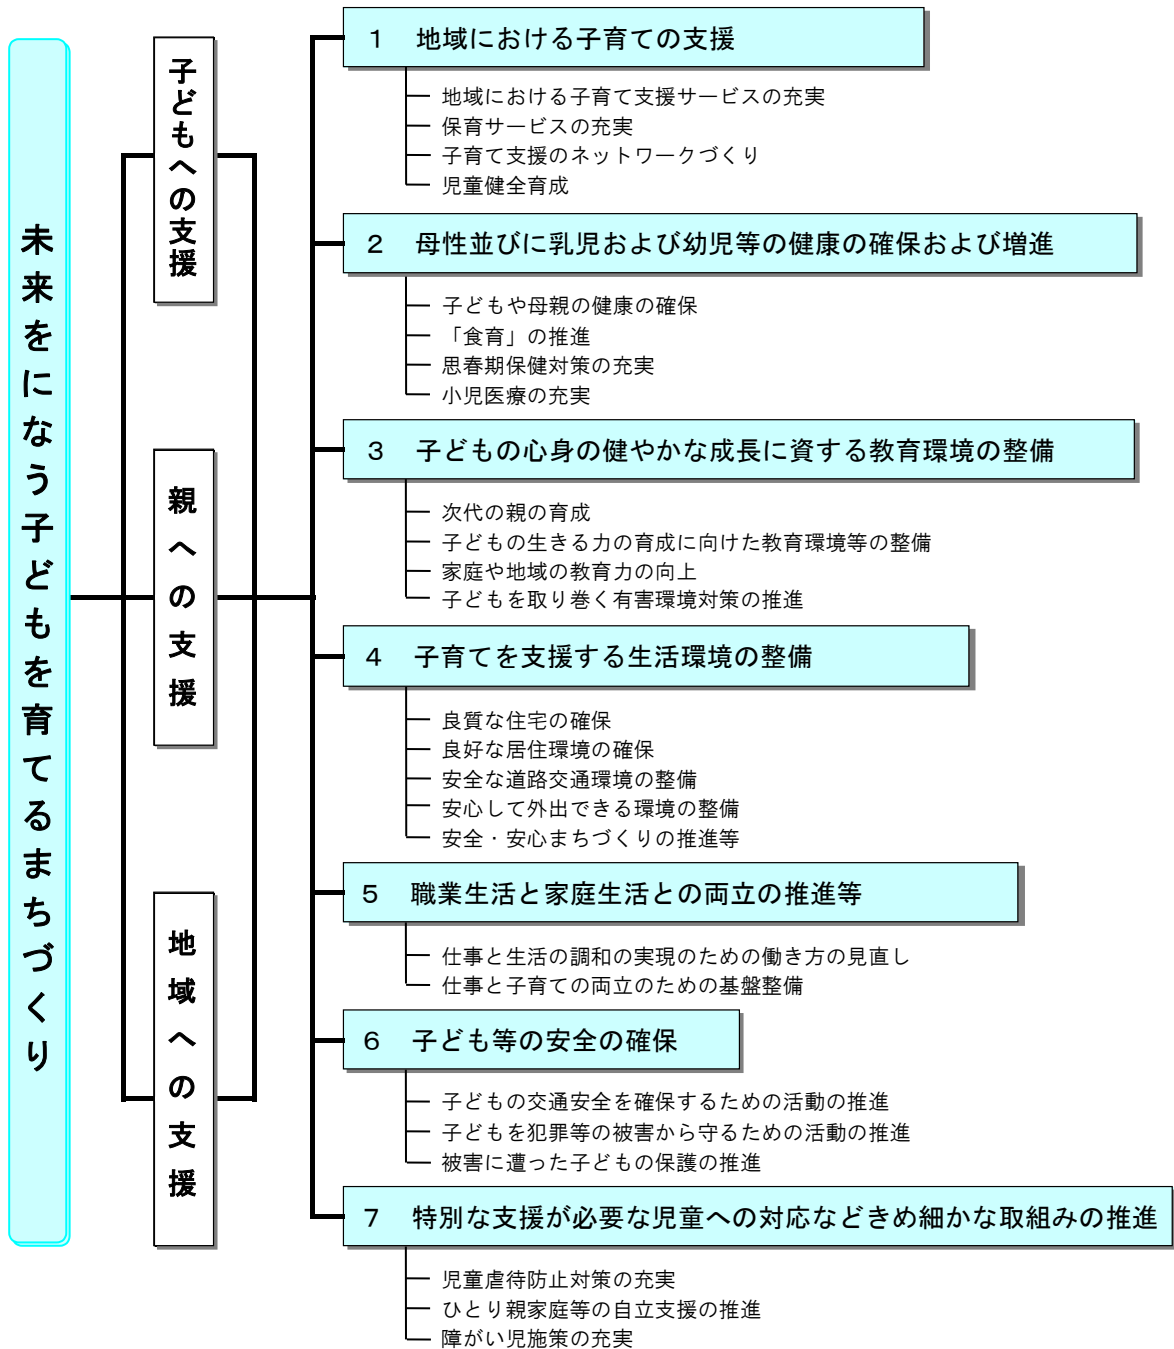 未来をになう子どもを育てるまちづくり
子どもへの支援
親への支援
地域への支援
１　地域における子育ての支援
地域における子育て支援サービスの充実
保育サービスの充実
子育て支援のネットワークづくり
児童健全育成
２　母性並びに乳児および幼児等の健康の確保および増進
子どもや母親の健康の確保
「食育」の推進
思春期保健対策の充実
小児医療の充実
３　子どもの心身の健やかな成長に資する教育環境の整備
次代の親の育成
子どもの生きる力の育成に向けた教育環境等の整備
家庭や地域の教育力の向上
子どもを取り巻く有害環境対策の推進
４　子育てを支援する生活環境の整備
良質な住宅の確保
良好な居住環境の確保
安全な道路交通環境の整備
安心して外出できる環境の整備
安全・安心まちづくりの推進等
５　職業生活と家庭生活との両立の推進等
仕事と生活の調和の実現のための働き方の見直し
仕事と子育ての両立のための基盤整備
６　子ども等の安全の確保
子どもの交通安全を確保するための活動の推進
子どもを犯罪等の被害から守るための活動の推進
被害に遭った子どもの保護の推進
７　特別な支援が必要な児童への対応などきめ細かな取組みの推進
児童虐待防止対策の充実
ひとり親家庭等の自立支援の推進
障がい児施策の充実